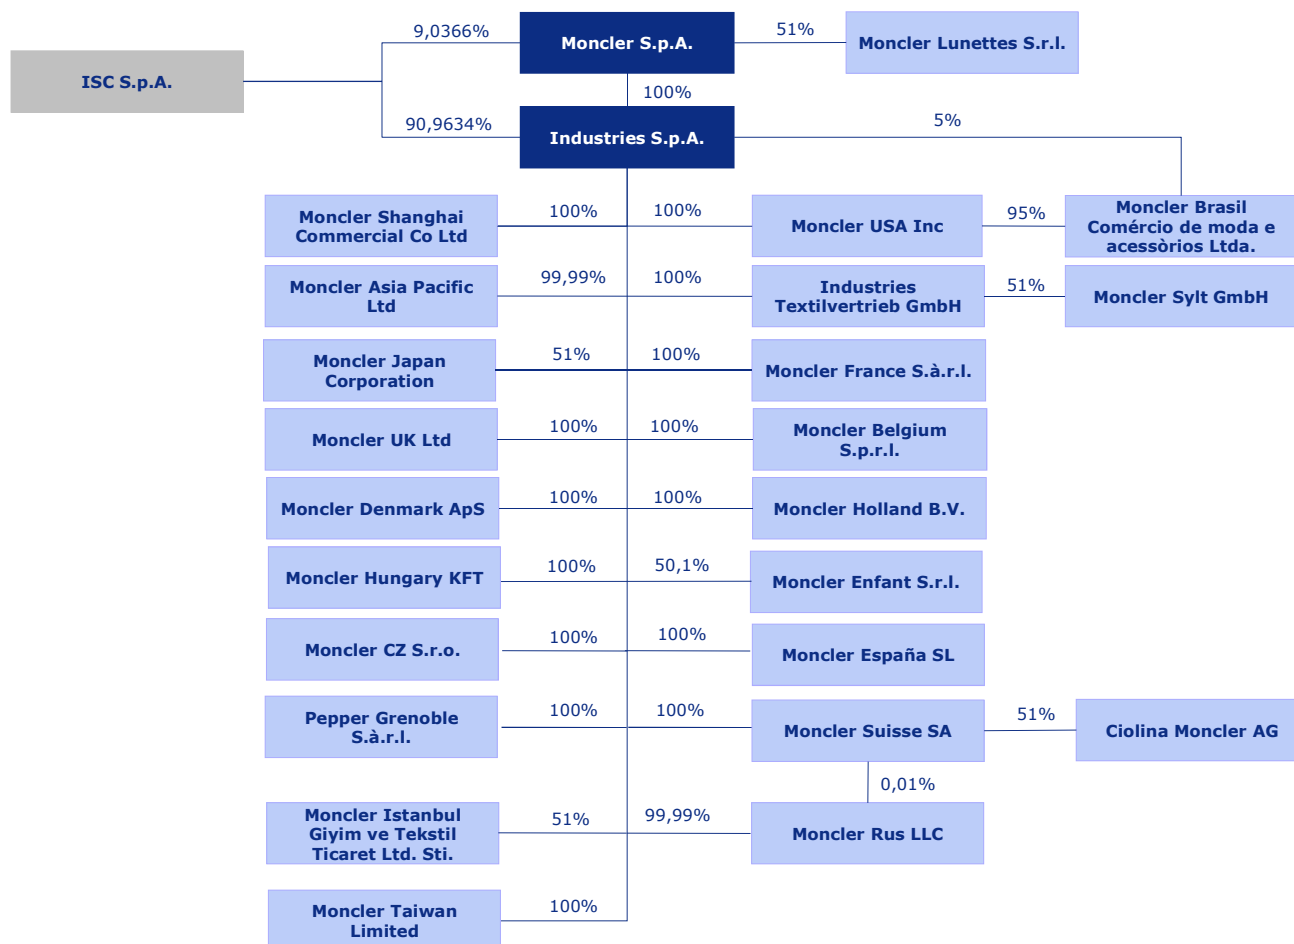 9,0366%
Moncler S.p.A.
51%
Moncler Lunettes S.r.l.
ISC S.p.A.
100%
90,9634%
Industries S.p.A.
5%
Moncler Shanghai
Commercial Co Ltd
100%
100%
Moncler USA Inc
95%
Moncler Brasil
Comércio de moda e
acessòrios Ltda.
Moncler Asia Pacific
Ltd
99,99%
100%
Industries
Textilvertrieb GmbH
51%
Moncler Sylt GmbH
Moncler Japan
Corporation
51%
100%
Moncler France S.à.r.l.
Moncler UK Ltd
100%
100%
Moncler Belgium
S.p.r.l.
Moncler Denmark ApS
100%
100%
Moncler Holland B.V.
Moncler Hungary KFT
100%
50,1%
Moncler Enfant S.r.l.
Moncler CZ S.r.o.
100%
100%
Moncler España SL
Pepper Grenoble
S.à.r.l.
100%
100%
Moncler Suisse SA
51%
Ciolina Moncler AG
0,01%
Moncler Istanbul
Giyim ve Tekstil
Ticaret Ltd. Sti.
51%
99,99%
Moncler Rus LLC
Moncler Taiwan
Limited
100%